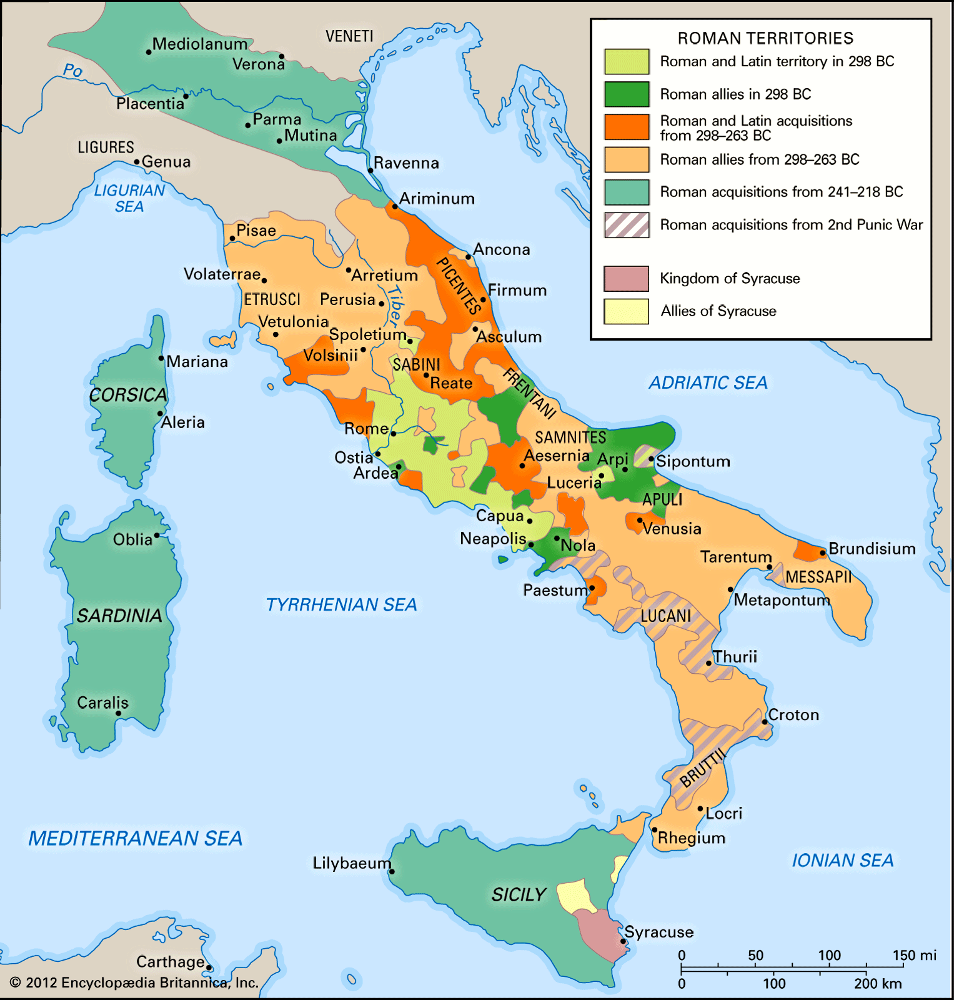 VENETI
Mediolanum
Verona
Po
Placentia
Parma
Mutina
LIGURES
Genua
Ravenna
LIGURIAN
SEA
Ariminum
Pisae
Ancona
Volaterrae
Arretium
PICENTES
ETRUSCI
Perusia
Tiber
Firmum
Vetulonia
Spoletium
Asculum
Volsinii
SABINI
Reate
FRENTANI
Mariana
CORSICA
Aleria
ADRIATIC SEA
Rome
SAMNITES
Ostia
Ardea
Aesernia
Arpi
Sipontum
Luceria
APULI
Capua
Venusia
Neapolis
Nola
Oblia
Tarentum
Brundisium
MESSAPII
Paestum
Metapontum
TYRRHENIAN SEA
SARDINIA
LUCANI
Thurii
Caralis
Croton
BRUTTII
Locri
Rhegium
MEDITERRANEAN SEA
IONIAN SEA
Lilybaeum
SICILY
Syracuse
Carthage
© 2012 Encyclopædia Britannica, Inc.
ROMAN TERRITORIES
Roman and Latin territory in 298 BC
Roman allies in 298 BC
Roman and Latin acquisitions
from 298–263 BC
Roman allies from 298–263 BC
Roman acquisitions from 241–218 BC
Roman acquisitions from 2nd Punic War
Kingdom of Syracuse
Allies of Syracuse
0 50 100 150 mi
0 100 200 km